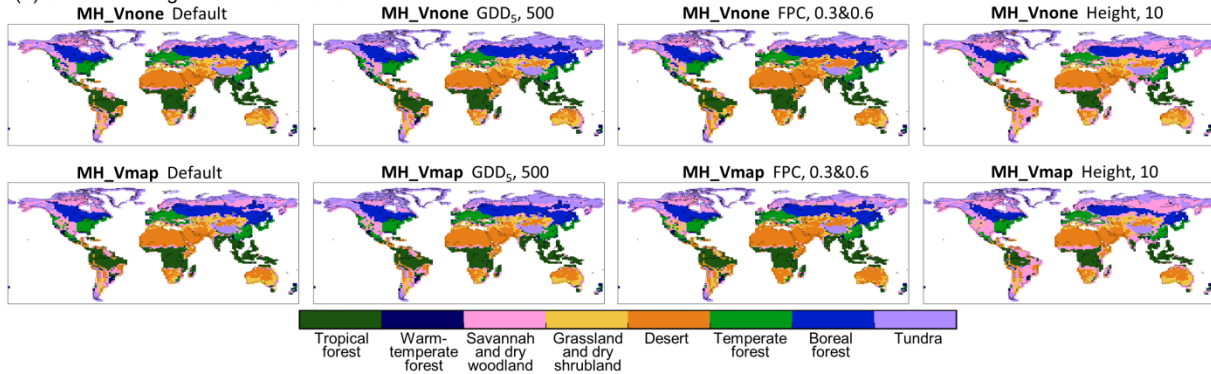 MH_Vnone Default
MH_Vnone GDD₅, 500
MH_Vnone FPC, 0.3&0.6
MH_Vnone Height, 10
MH_Vmap Default
MH_Vmap GDD₅, 500
MH_Vmap FPC, 0.3&0.6
MH_Vmap Height, 10
Tropical
forest
Warm-
temperate
forest
Savannah
and dry
woodland
Grassland
and dry
shrubland
Desert
Temperate
forest
Boreal
forest
Tundra